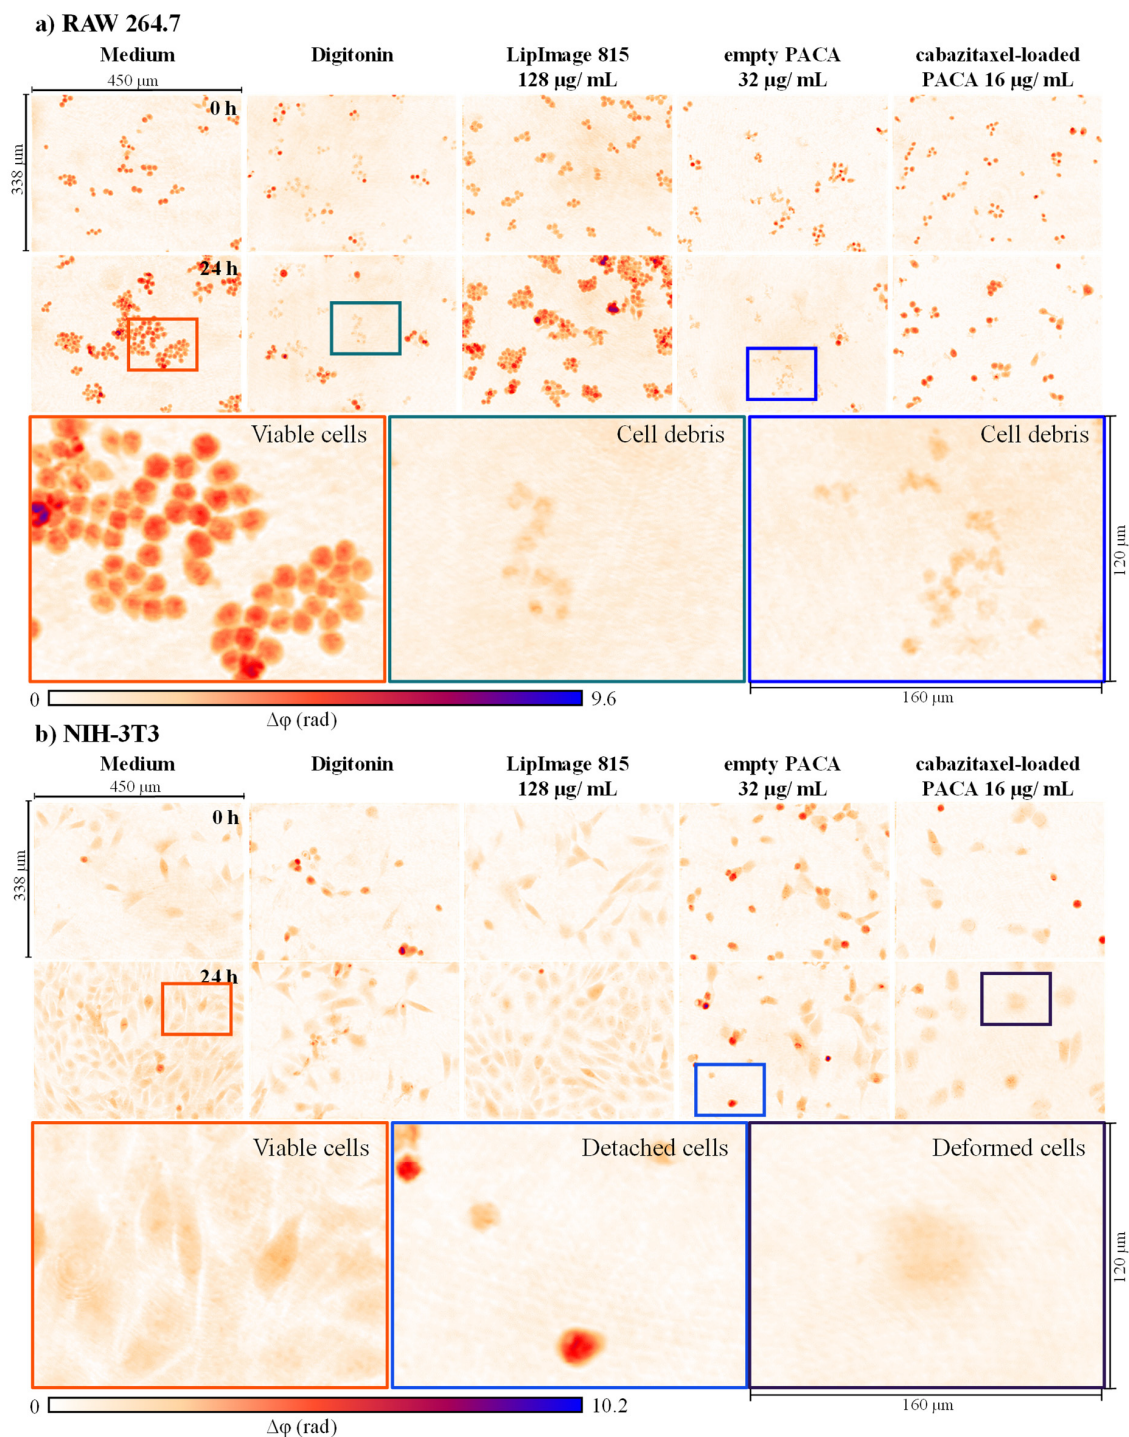 a) RAW 264.7
Medium
Digitonin
LipImage 815
128 µg/ mL
empty PACA
32 µg/ mL
cabazitaxel-loaded
PACA 16 µg/ mL
450 µm
338 µm
0 h
24 h
Viable cells
Cell debris
Cell debris
120 µm
0
9.6
Δφ (rad)
160 µm
b) NIH-3T3
Medium
Digitonin
LipImage 815
128 µg/ mL
empty PACA
32 µg/ mL
cabazitaxel-loaded
PACA 16 µg/ mL
450 µm
338 µm
0 h
24 h
Viable cells
Detached cells
Deformed cells
120 µm
0
10.2
Δφ (rad)
160 µm